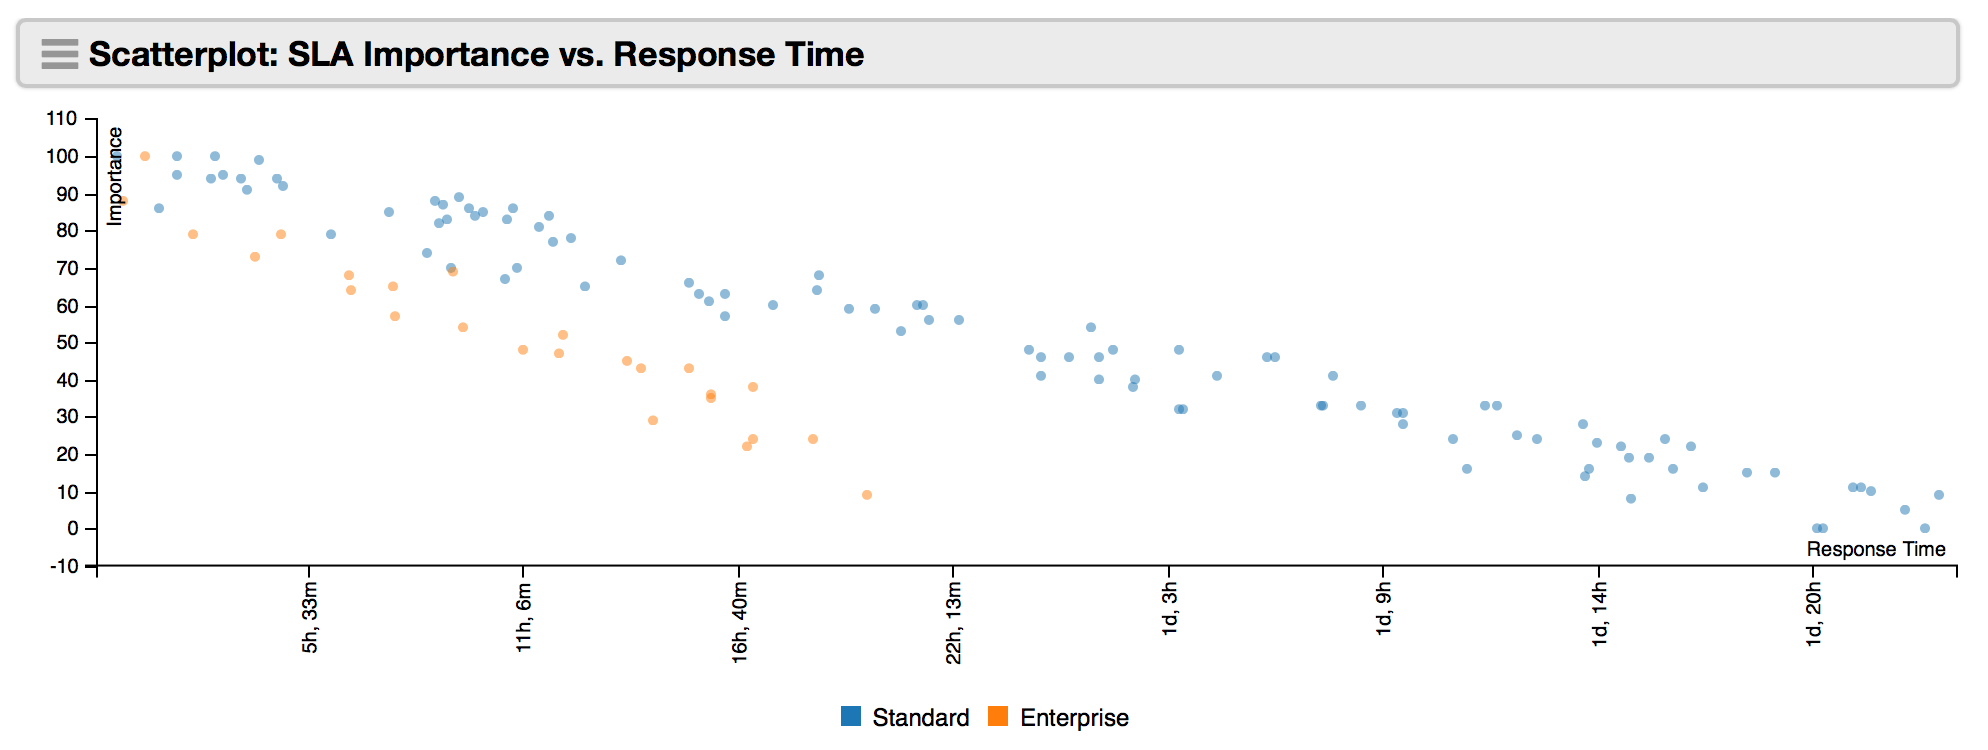 Scatterplot: SLA Importance vs. Response Time
110
100
90
80
70
60
50
40
30
20
10
0
-10
Importance
Response Time
5h, 33m
11h, 6m
16h, 40m
22h, 13m
1d, 3h
1d, 9h
1d, 14h
1d, 20h
Standard
Enterprise